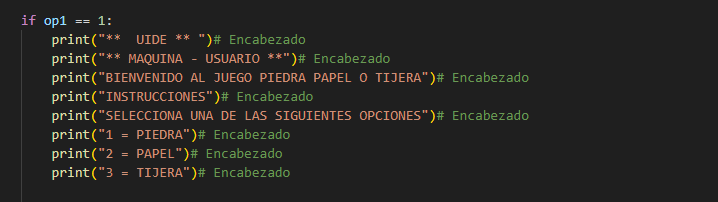 if op1 == 1:
    print("**  UIDE ** ")# Encabezado
    print("** MAQUINA - USUARIO **")# Encabezado
    print("BIENVENIDO AL JUEGO PIEDRA PAPEL O TIJERA")# Encabezado
    print("INSTRUCCIONES")# Encabezado
    print("SELECCIONA UNA DE LAS SIGUIENTES OPCIONES")# Encabezado
    print("1 = PIEDRA")# Encabezado
    print("2 = PAPEL")# Encabezado
    print("3 = TIJERA")# Encabezado